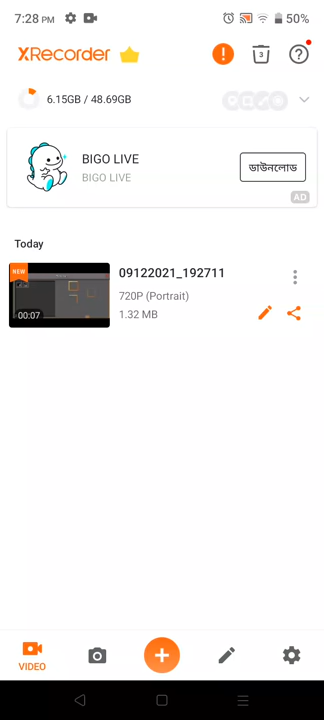 7:28 PM
50%
XRecorder
3
6.15GB / 48.69GB
BIGO LIVE
BIGO LIVE
ডাউনলোড
AD
Today
NEW
00:07
09122021_192711
720P (Portrait)
1.32 MB
VIDEO